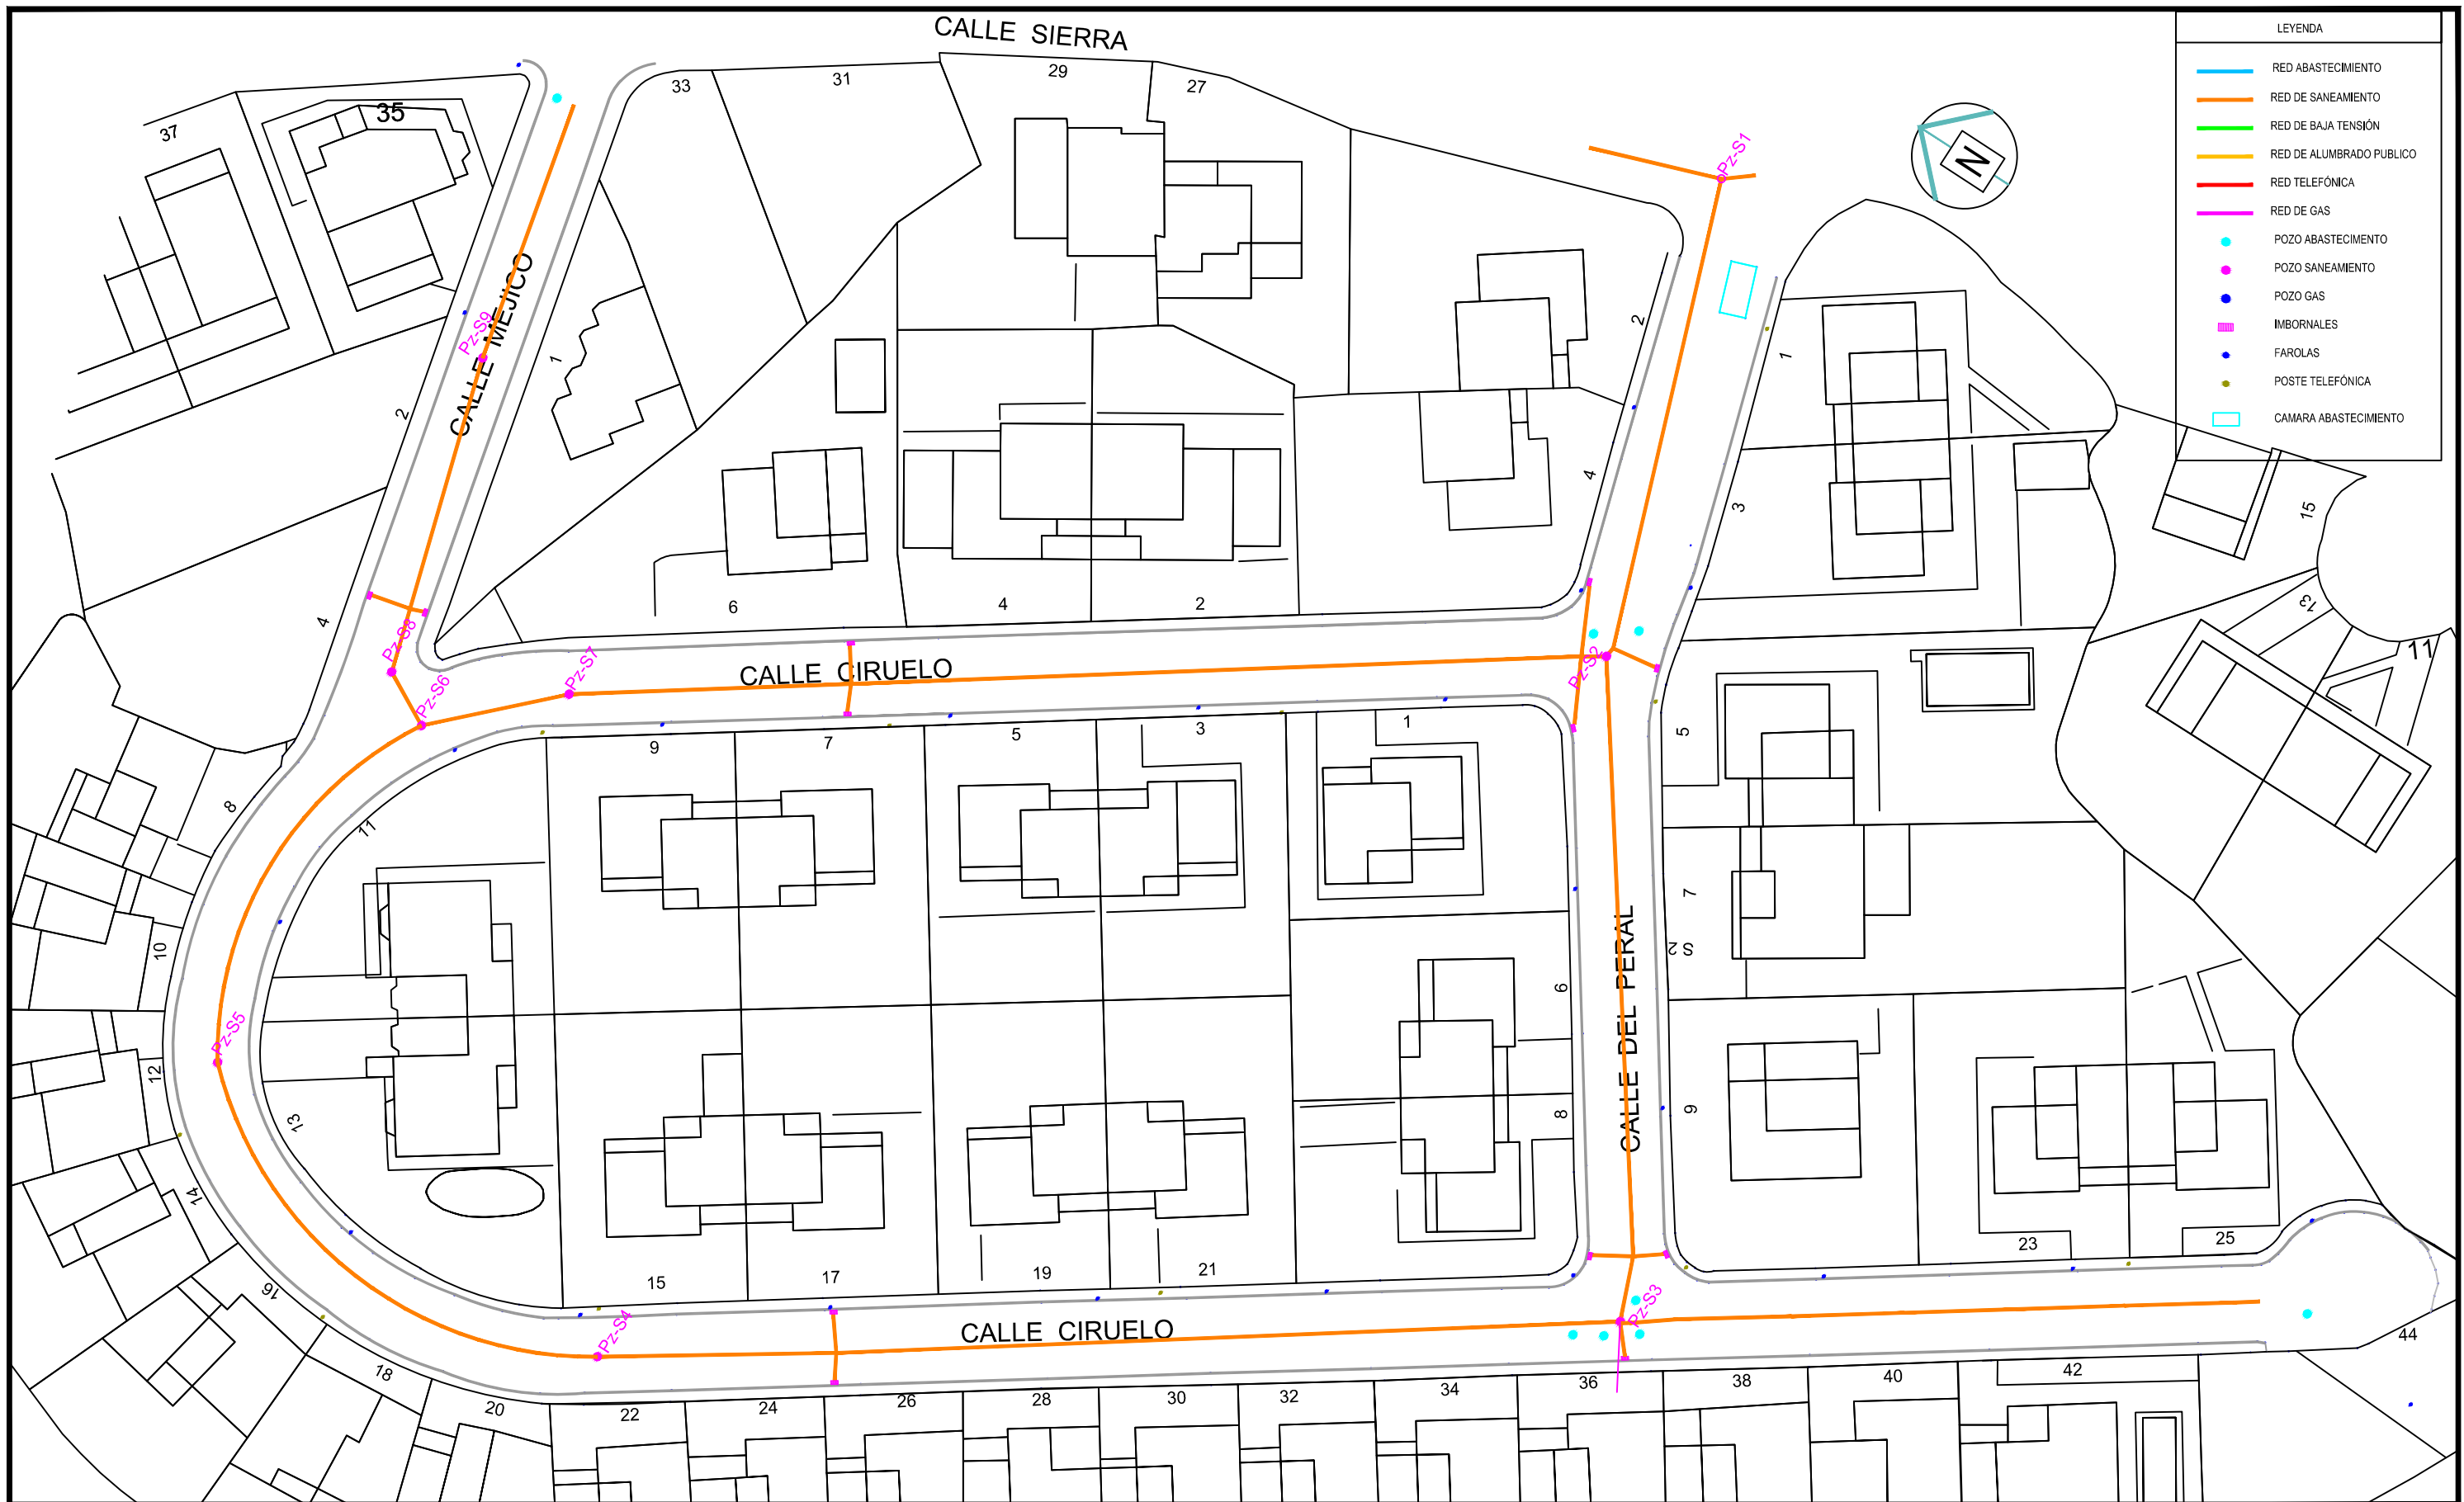 CALLE SIERRA
LEYENDA
RED ABASTECIMIENTO
RED DE SANEAMIENTO
RED DE BAJA TENSIÓN
RED DE ALUMBRADO PUBLICO
RED TELEFÓNICA
RED DE GAS
POZO ABASTECIMENTO
POZO SANEAMIENTO
POZO GAS
IMBORNALES
FAROLAS
POSTE TELEFÓNICA
CAMARA ABASTECIMIENTO
N
37
35
33
31
29
27
Pz-S1
CALLE MEJICO
Pz-S9
1
2
4
2
4
1
3
15
13
11
6
4
2
Pz-S8
Pz-S6
Pz-S7
CALLE CIRUELO
Pz-S2
9
7
5
3
1
5
8
11
10
7
S 2
CALLE DEL PERAL
6
8
9
Pz-S5
12
13
14
16
18
20
15
17
19
21
23
25
Pz-S4
CALLE CIRUELO
Pz-S3
44
22
24
26
28
30
32
34
36
38
40
42